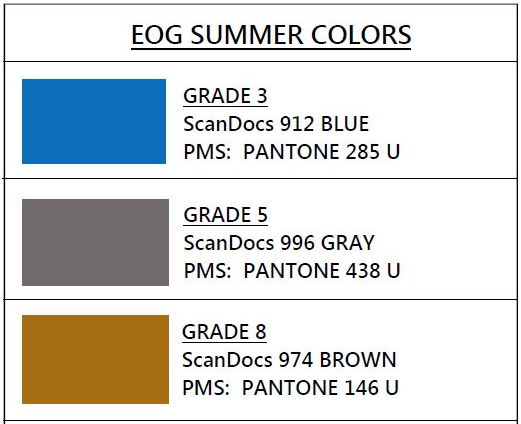 EOG SUMMER COLORS
GRADE 3
ScanDocs 912 BLUE
PMS:  PANTONE 285 U
GRADE 5
ScanDocs 996 GRAY
PMS:  PANTONE 438 U
GRADE 8
ScanDocs 974 BROWN
PMS:  PANTONE 146 U